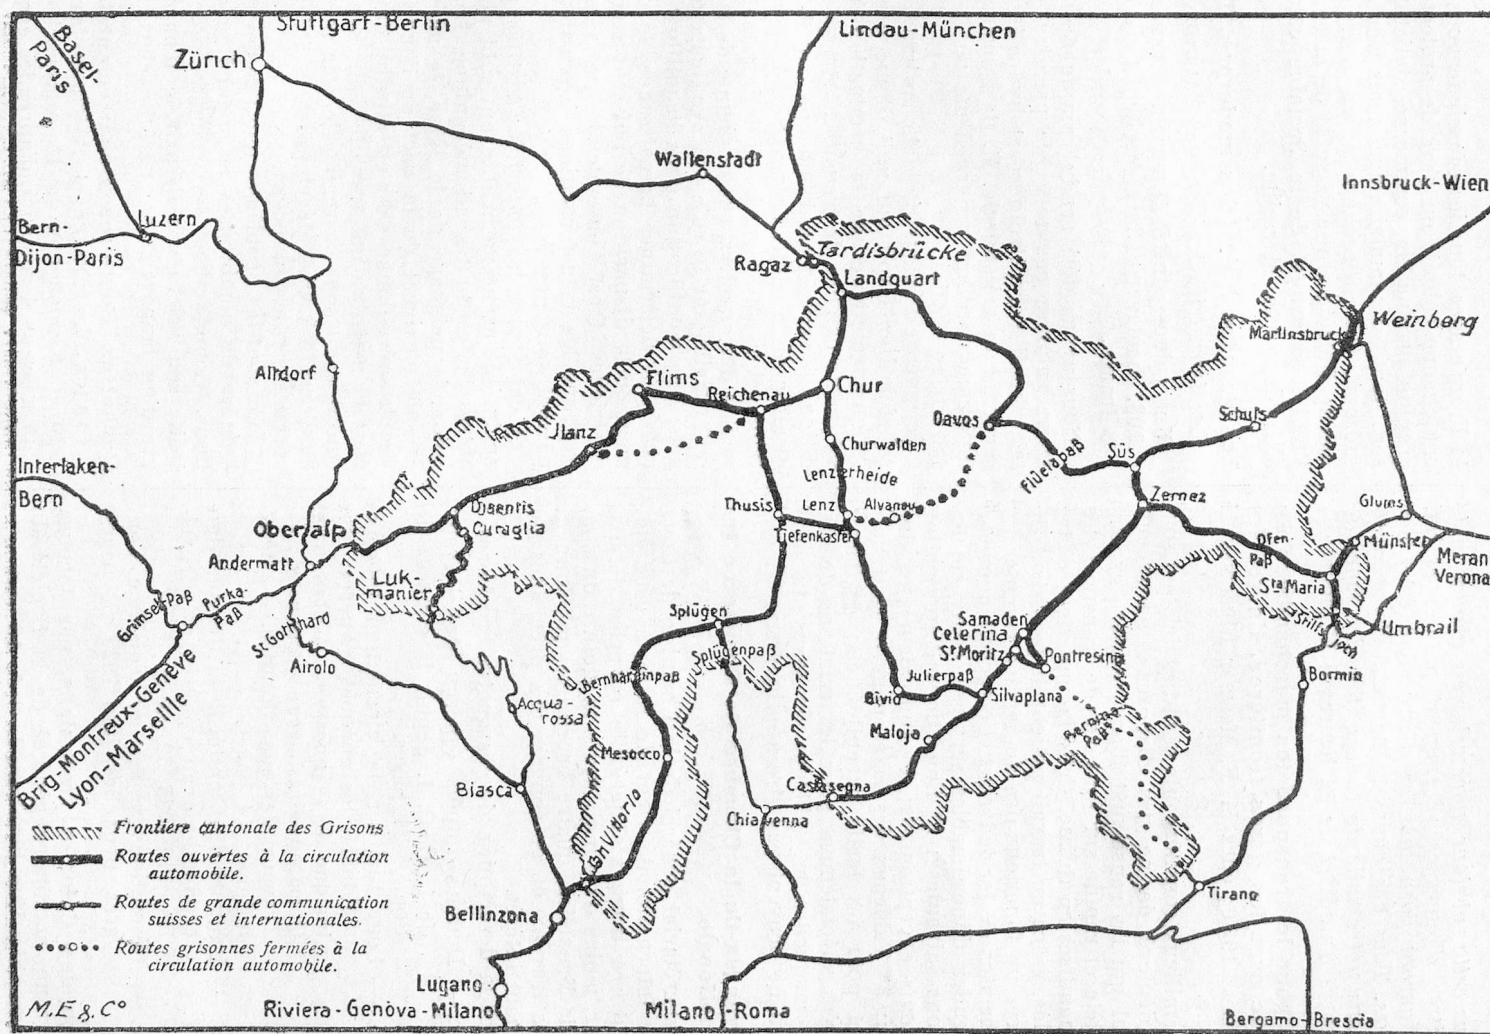 Stuttgart-Berlin
Lindau-München
Basel-
Paris
Zürich
Wallenstadt
Innsbruck-Wien
Luzern
Bern-
Dijon-Paris
Tardisbrücke
Ragaz
Landquart
Weinberg
Martinsbruck
Altdorf
Flims
Reichenau
Chur
Davos
Schuls
Ilanz
Churwalden
Lenzerheide
Flüelapaß
Süs
Interlaken-
Bern
Disentis
Curaglia
Thusis
Lenz
Alvaneu
Zernez
Glurns
Oberalp
Tiefenkastel
Ofen-
Paß
Münster
Meran
Verona
Andermatt
Luk-
manier
Sta Maria
Grimsel-Paß
Furka-
Paß
St Gotthard
Splügen
Samaden
Celerina
St Moritz
Pontresina
Stilfs
Joch
Umbrail
Airolo
Splügenpaß
Bernhardinpaß
Julierpaß
Bivio
Silvaplana
Bormio
Brig-Montreux-Genève
Lyon-Marseille
Acqua-
rossa
Maloja
Bernina
Paß
Mesocco
Biasca
Castasegna
Chiavenna
Gn Vittorio
Tirano
Frontiere cantonale des Grisons
Routes ouvertes à la circulation
automobile.
Routes de grande communication
suisses et internationales.
Routes grisonnes fermées à la
circulation automobile.
Bellinzona
Lugano
M.E & Co
Riviera-Genova-Milano
Milano-Roma
Bergamo-Brescia